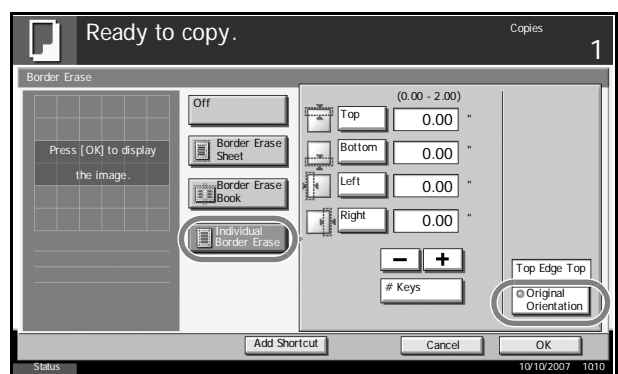 Ready to copy.
Copies
1
Border Erase
Press [OK] to display
the image.
Off
Border Erase
Sheet
Border Erase
Book
Individual
Border Erase
(0.00 - 2.00)
Top 0.00 "
Bottom 0.00 "
Left 0.00 "
Right 0.00 "
− +
# Keys
Top Edge Top
Original
Orientation
Add Shortcut
Cancel
OK
Status
10/10/2007 1010